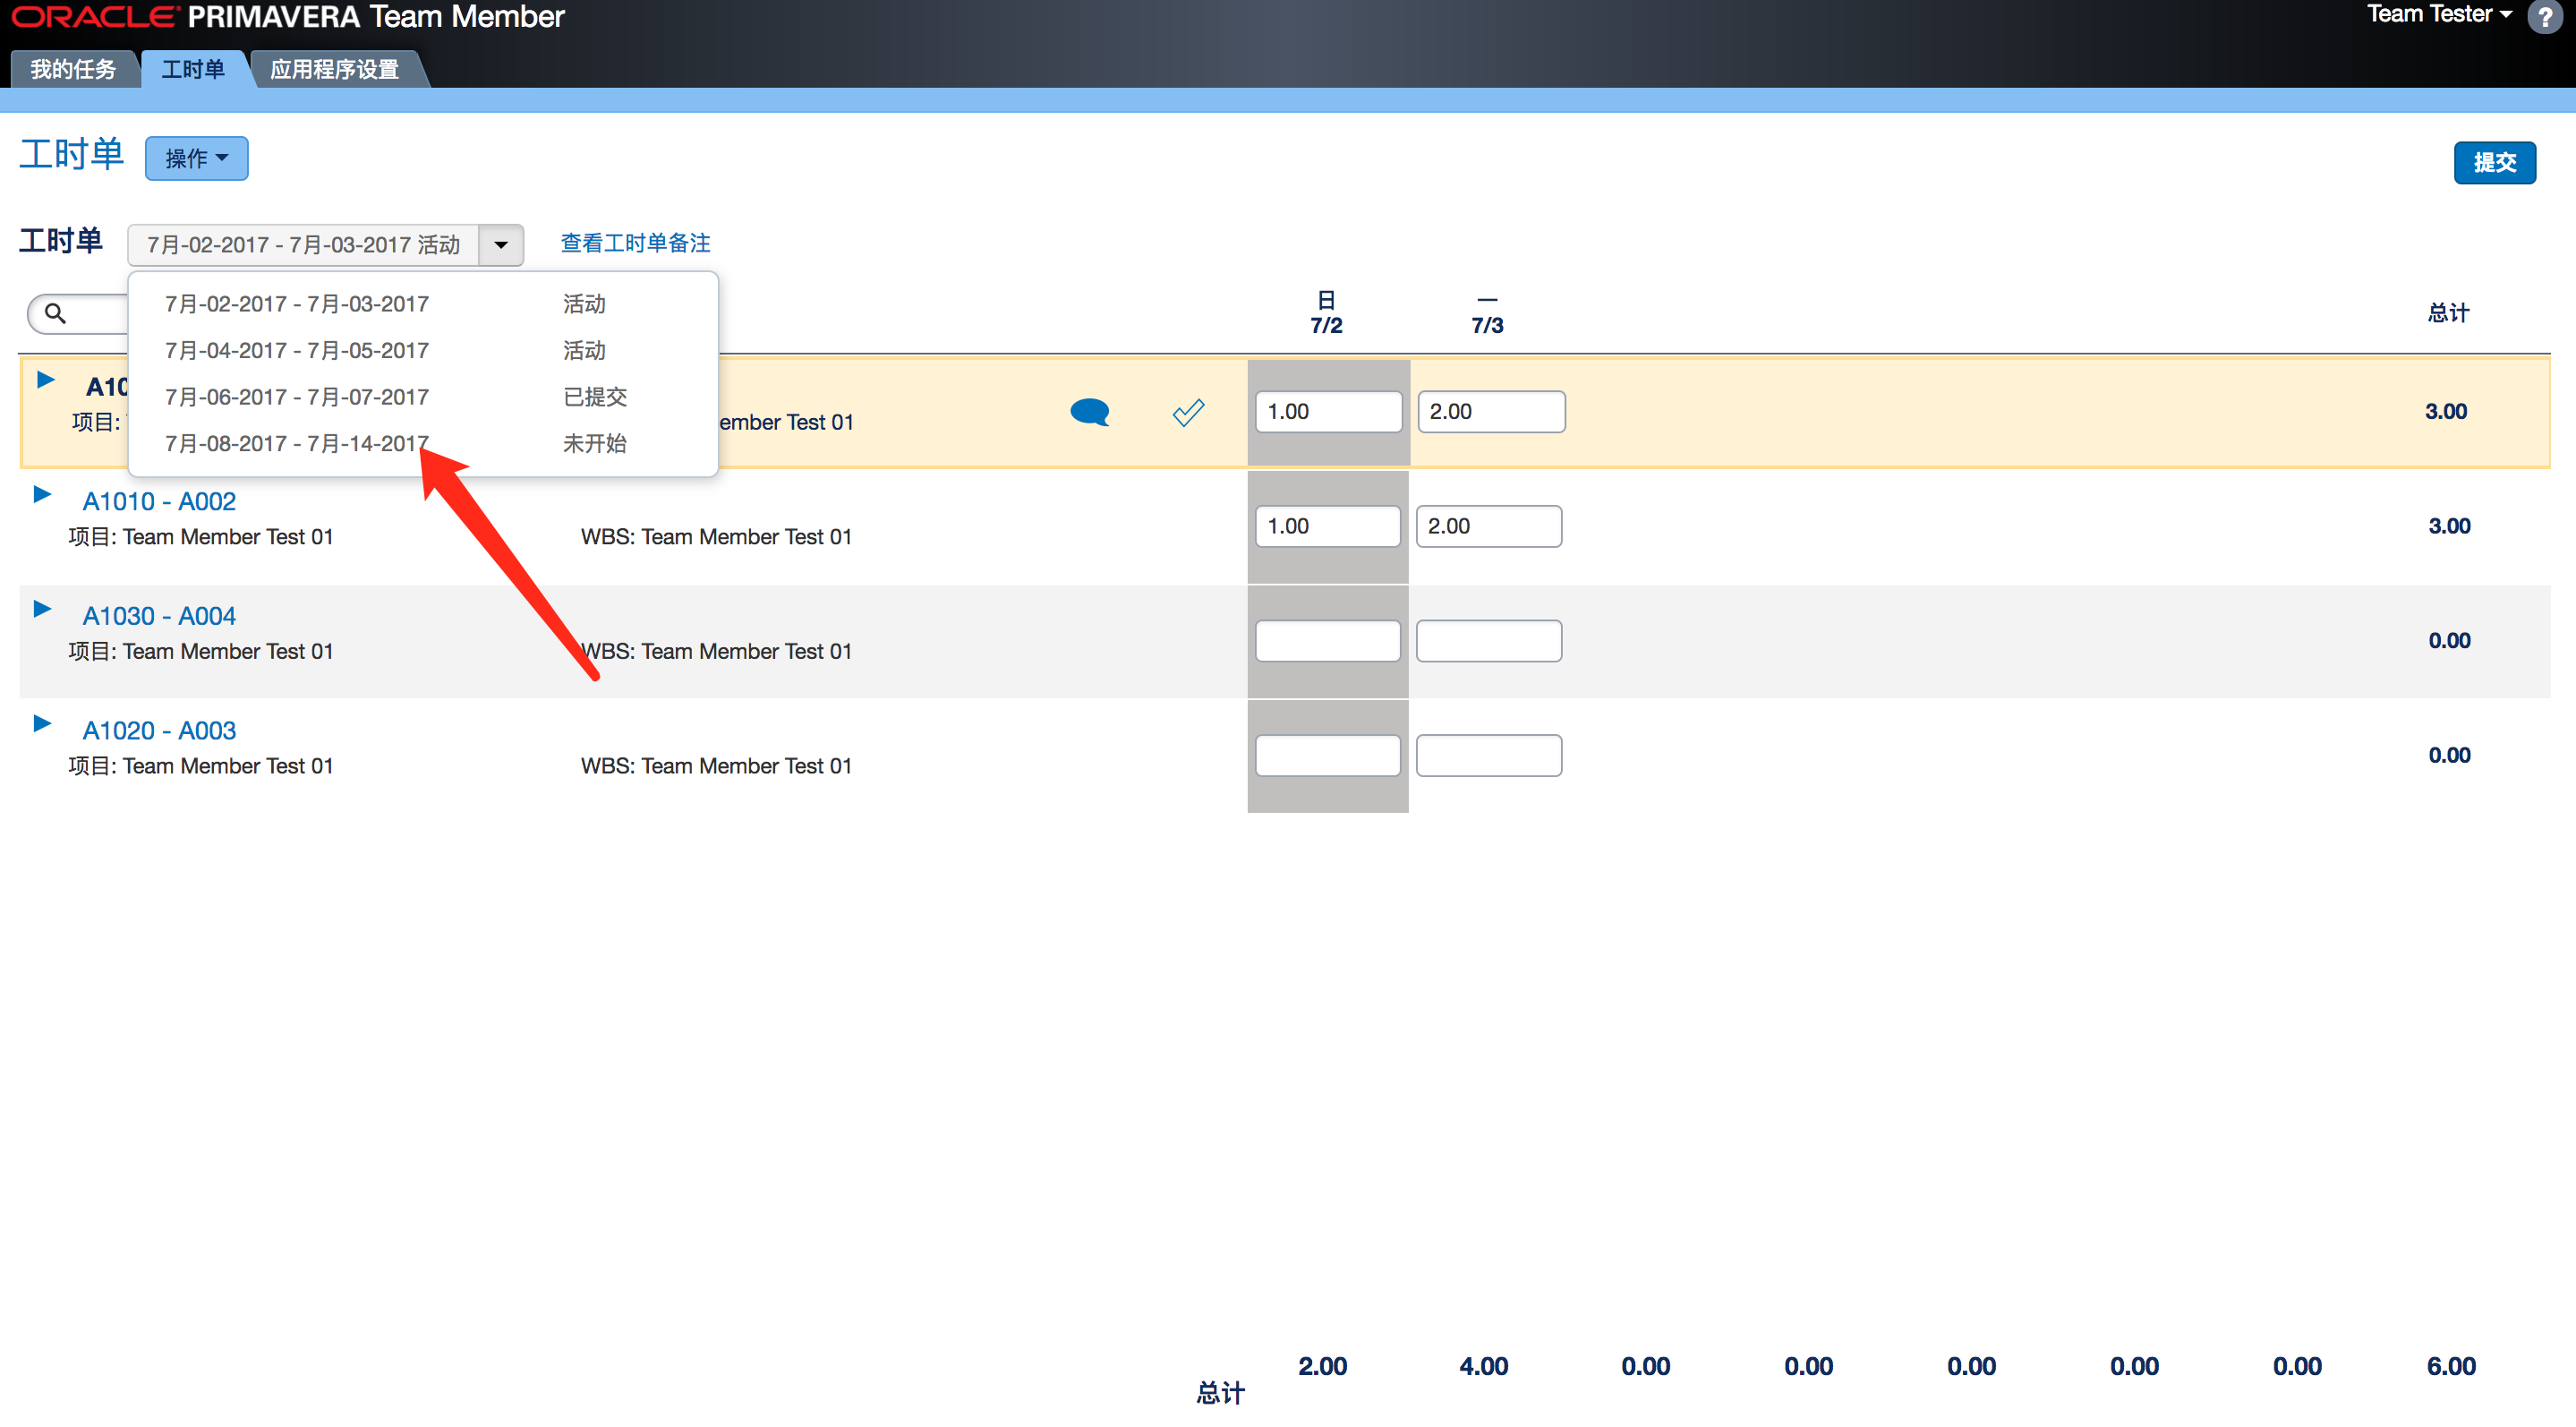 ORACLE PRIMAVERA Team Member
Team Tester
?
我的任务
工时单
应用程序设置
工时单
操作
提交
工时单
7月-02-2017 - 7月-03-2017 活动
查看工时单备注
7月-02-2017 - 7月-03-2017 活动
7月-04-2017 - 7月-05-2017 活动
7月-06-2017 - 7月-07-2017 已提交
7月-08-2017 - 7月-14-2017 未开始
日
7/2
一
7/3
总计
A10
项目:
ember Test 01
1.00
2.00
3.00
A1010 - A002
项目: Team Member Test 01
WBS: Team Member Test 01
1.00
2.00
3.00
A1030 - A004
项目: Team Member Test 01
WBS: Team Member Test 01
0.00
A1020 - A003
项目: Team Member Test 01
WBS: Team Member Test 01
0.00
总计
2.00 4.00 0.00 0.00 0.00 0.00 0.00 6.00